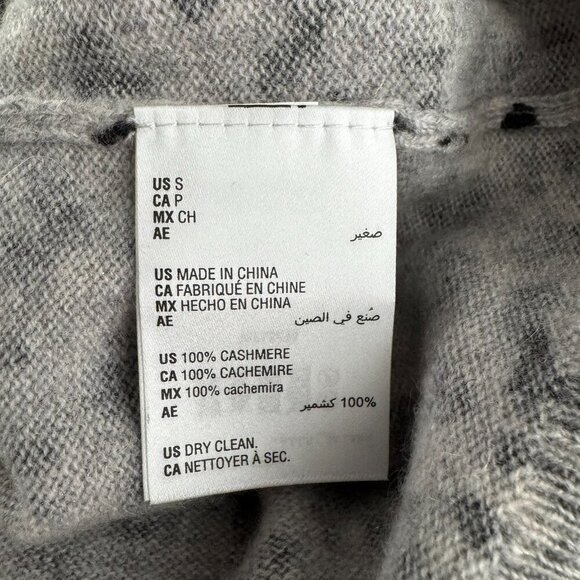 US S
CA P
MX CH
AE صغير
US MADE IN CHINA
CA FABRIQUÉ EN CHINE
MX HECHO EN CHINA
AE صُنع في الصين
US 100% CASHMERE
CA 100% CACHEMIRE
MX 100% cachemira
AE 100% كشمير
US DRY CLEAN.
CA NETTOYER À SEC.